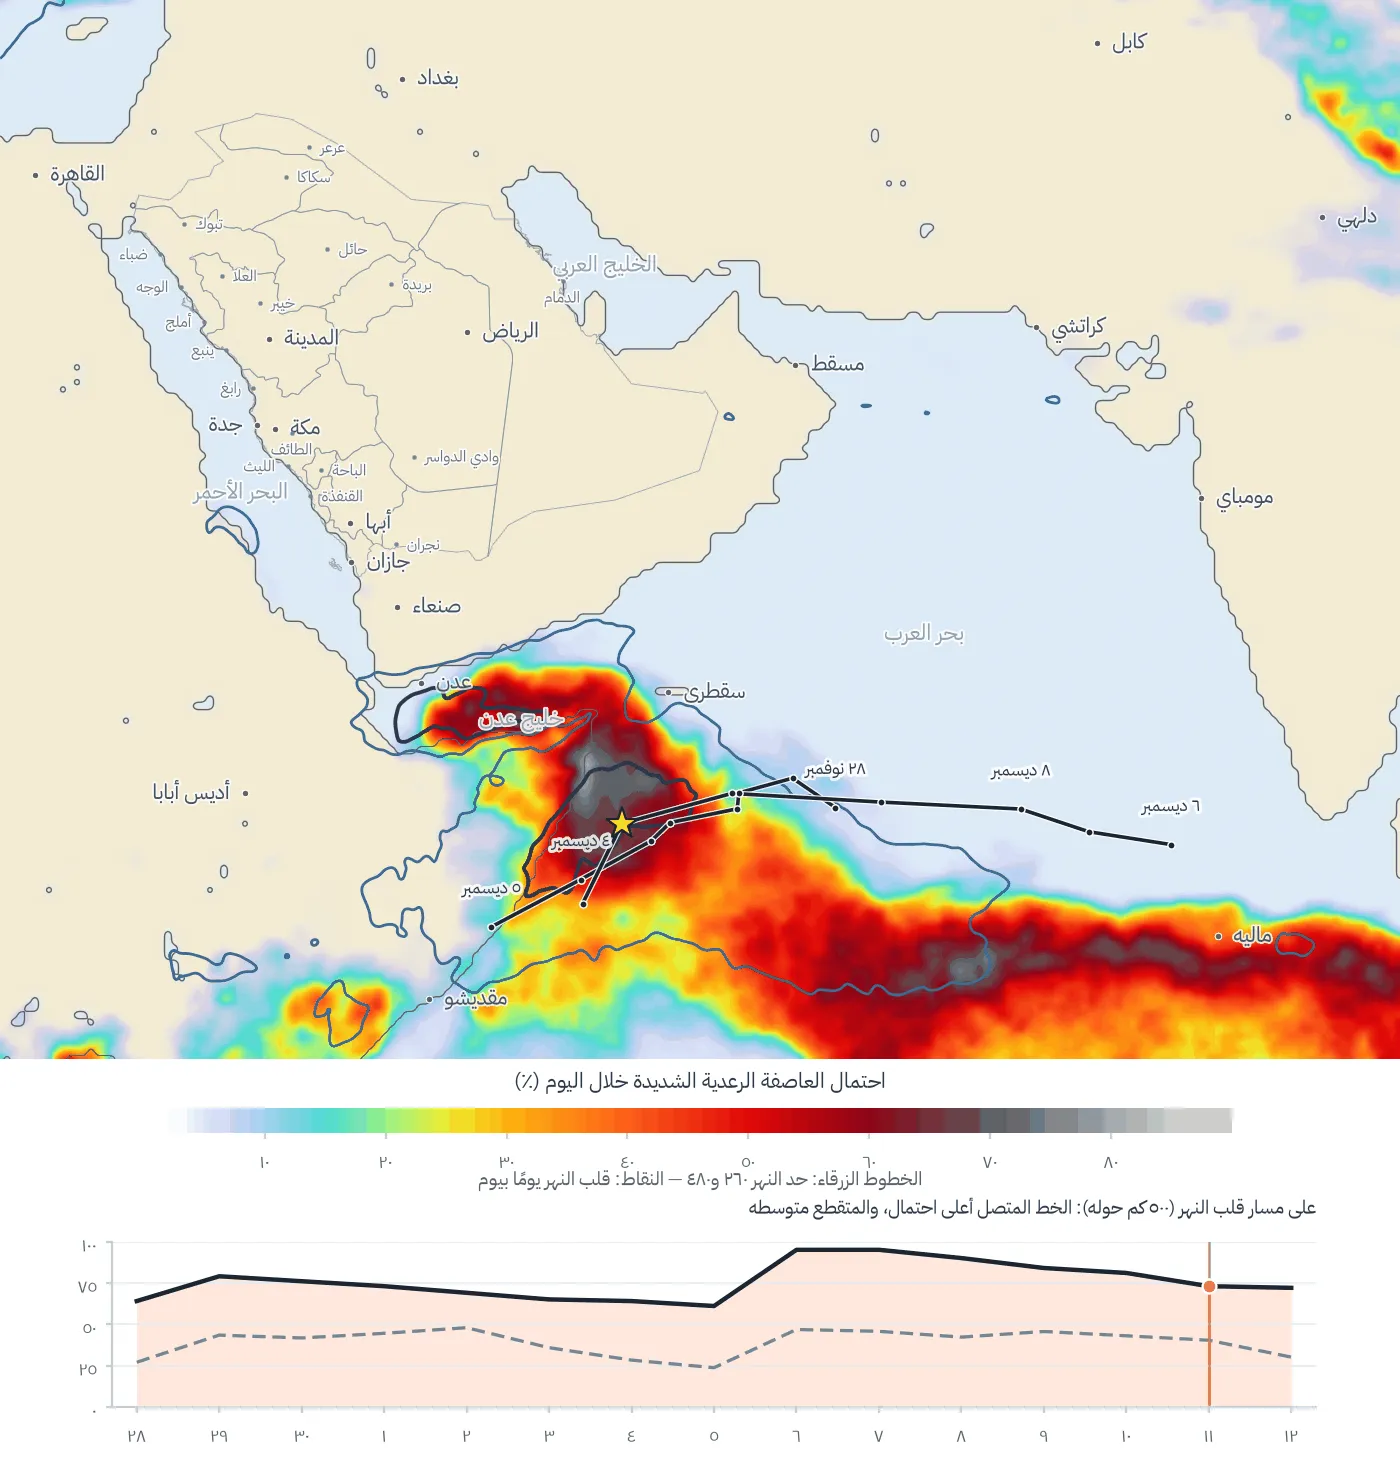 كابل
بغداد
القاهرة
عرعر
سكاكا
دلهي
تبوك
حائل
ضباء
العلا
الوجه
بريدة
الخليج العربي
الدمام
خيبر
أملج
المدينة
الرياض
كراتشي
ينبع
مسقط
رابغ
جدة
مكة
الطائف
الليث
الباحة
وادي الدواسر
البحر الأحمر
القنفذة
مومباي
أبها
نجران
جازان
صنعاء
بحر العرب
عدن
سقطرى
خليج عدن
٢٨ نوفمبر
٨ ديسمبر
أديس أبابا
٦ ديسمبر
٤ ديسمبر
٥ ديسمبر
ماليه
مقديشو
احتمال العاصفة الرعدية الشديدة خلال اليوم (٪)
١٠ ٢٠ ٣٠ ٤٠ ٥٠ ٦٠ ٧٠ ٨٠
الخطوط الزرقاء: حد النهر ٢٦٠ و٤٨٠ — النقاط: قلب النهر يومًا بيوم
على مسار قلب النهر (٥٠٠ كم حوله): الخط المتصل أعلى احتمال، والمتقطع متوسطه
١٠٠
٧٥
٥٠
٢٥
٠
٢٨ ٢٩ ٣٠ ١ ٢ ٣ ٤ ٥ ٦ ٧ ٨ ٩ ١٠ ١١ ١٢